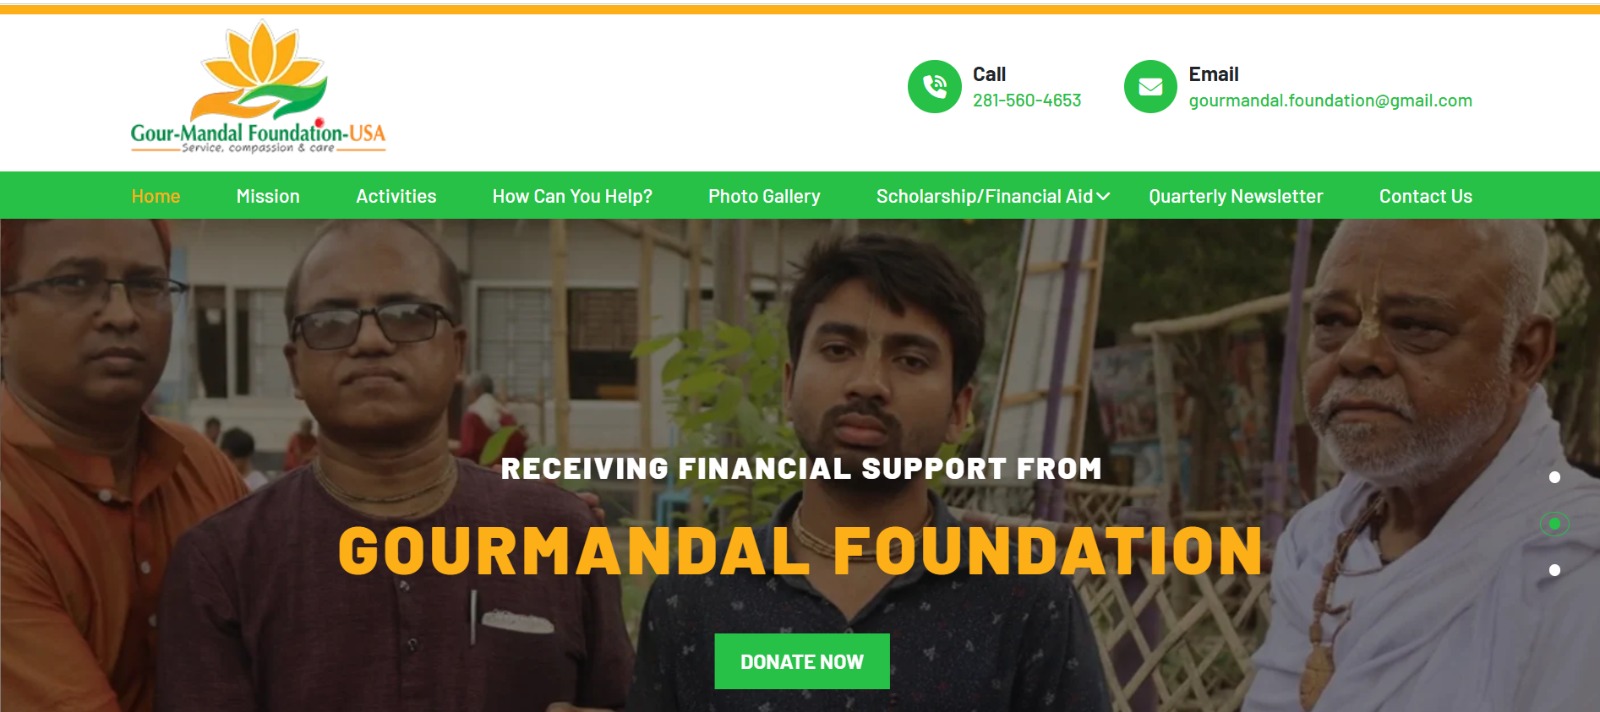 Gour-Mandal Foundation-USA
Service, compassion & care
Call
281-560-4653
Email
gourmandal.foundation@gmail.com
Home Mission Activities How Can You Help? Photo Gallery Scholarship/Financial Aid Quarterly Newsletter Contact Us
RECEIVING FINANCIAL SUPPORT FROM
GOURMANDAL FOUNDATION
DONATE NOW